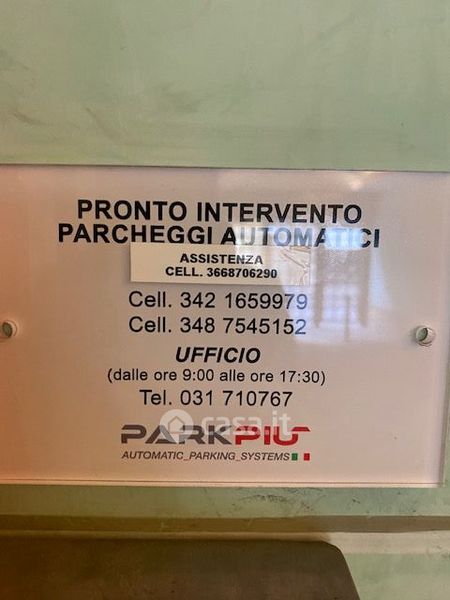 PRONTO INTERVENTO
PARCHEGGI AUTOMATICI
ASSISTENZA
CELL. 3668706290
Cell. 342 1659979
Cell. 348 7545152
UFFICIO
(dalle ore 9:00 alle ore 17:30)
Tel. 031 710767
casa.it
PARKPIÙ
AUTOMATIC_PARKING_SYSTEMS